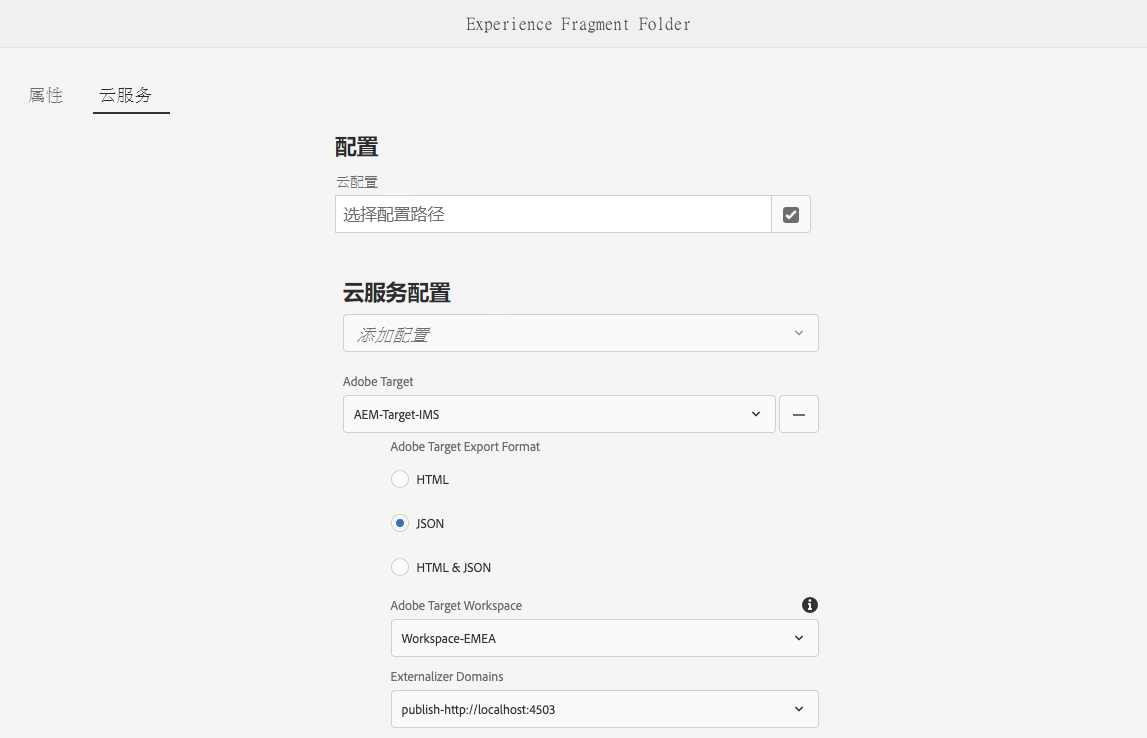 Experience Fragment Folder
属性 云服务
配置
云配置
选择配置路径
云服务配置
添加配置
Adobe Target
AEM-Target-IMS
Adobe Target Export Format
HTML
JSON
HTML & JSON
Adobe Target Workspace
Workspace-EMEA
Externalizer Domains
publish-http://localhost:4503